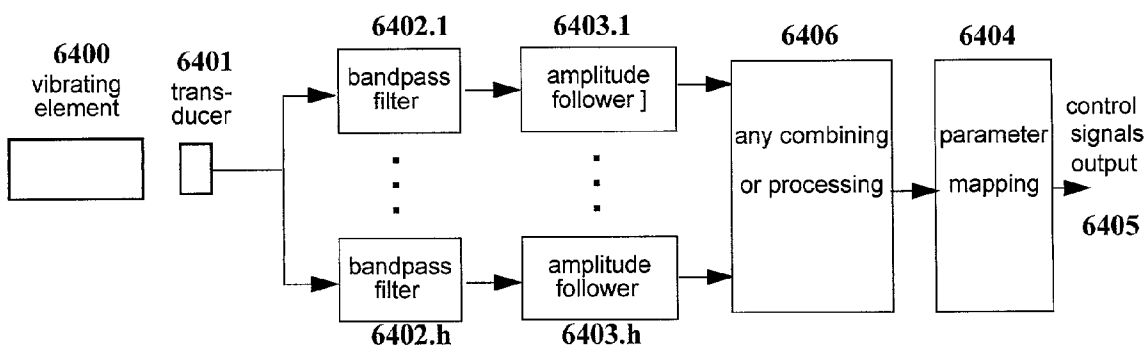 6400
vibrating
element
6401
trans-
ducer
6402.1
bandpass
filter
6403.1
amplitude
follower ]
6402.h
bandpass
filter
6403.h
amplitude
follower
6406
any combining
or processing
6404
parameter
mapping
control
signals
output
6405